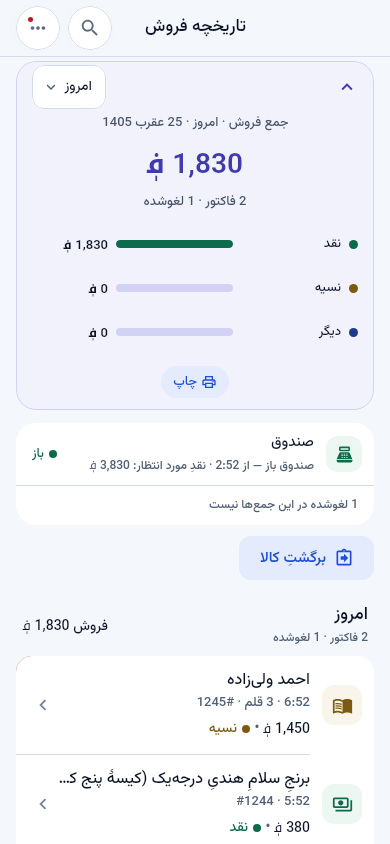 تاریخچه فروش
امروز
جمع فروش · امروز · 25 عقرب 1405
1,830 ؋
2 فاکتور · 1 لغوشده
نقد 1,830 ؋
نسیه 0 ؋
دیگر 0 ؋
چاپ
صندوق
باز
صندوق باز — از 2:52 · نقدِ مورد انتظار: 3,830 ؋
1 لغوشده در این جمع‌ها نیست
برگشتِ کالا
امروز
فروش 1,830 ؋
2 فاکتور · 1 لغوشده
احمد ولی‌زاده
6:52 · 3 قلم · #1245
1,450 ؋ • نسیه
برنجِ سلامِ هندیِ درجه‌یک (کیسهٔ پنج ک…
5:52 · #1244
380 ؋ • نقد